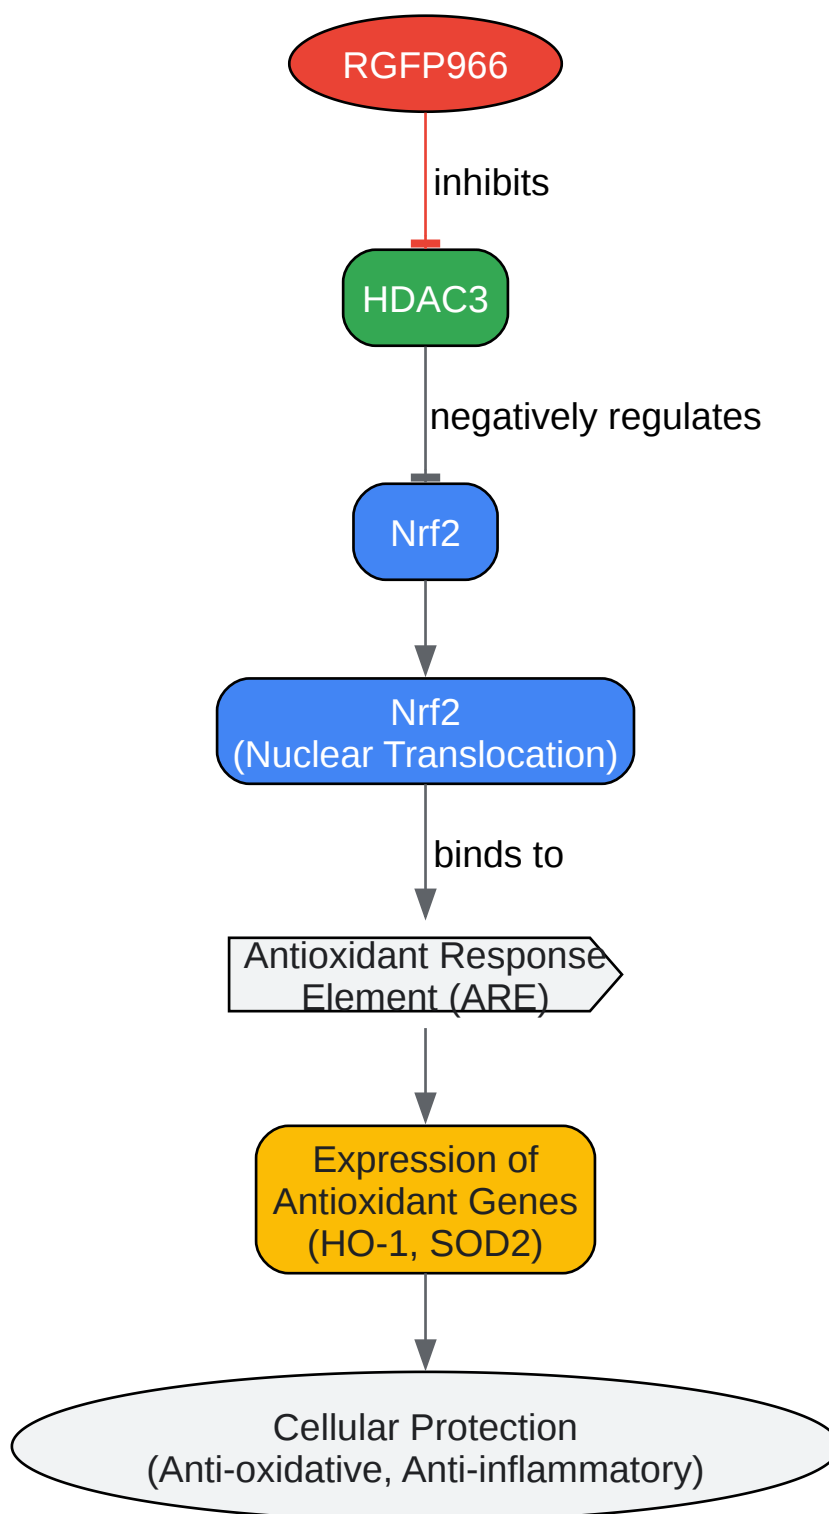 RGFP966
inhibits
HDAC3
negatively regulates
Nrf2
Nrf2
(Nuclear Translocation)
binds to
Antioxidant Response
Element (ARE)
Expression of
Antioxidant Genes
(HO-1, SOD2)
Cellular Protection
(Anti-oxidative, Anti-inflammatory)